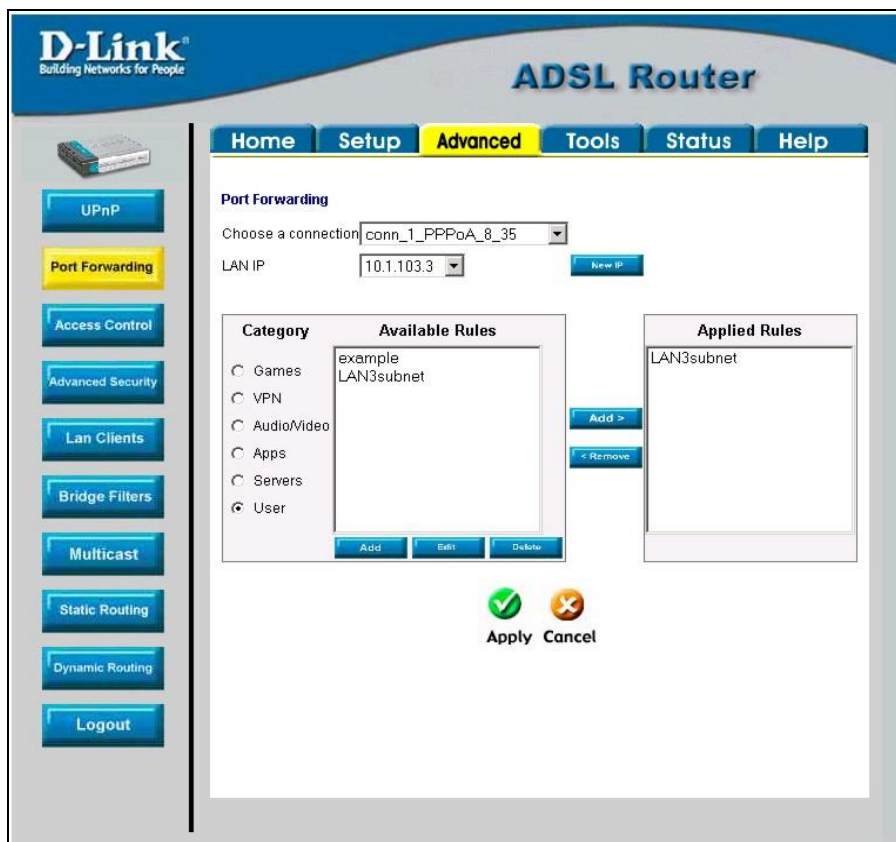 D-Link®
Building Networks for People
ADSL Router
Home Setup Advanced Tools Status Help
UPnP
Port Forwarding
Access Control
Advanced Security
Lan Clients
Bridge Filters
Multicast
Static Routing
Dynamic Routing
Logout
Port Forwarding
Choose a connection conn_1_PPPoA_8_35
LAN IP 10.1.103.3 New IP
Category
Games
VPN
Audio/Video
Apps
Servers
User
Available Rules
example
LAN3subnet
Add Edit Delete
Add >
< Remove
Applied Rules
LAN3subnet
Apply Cancel